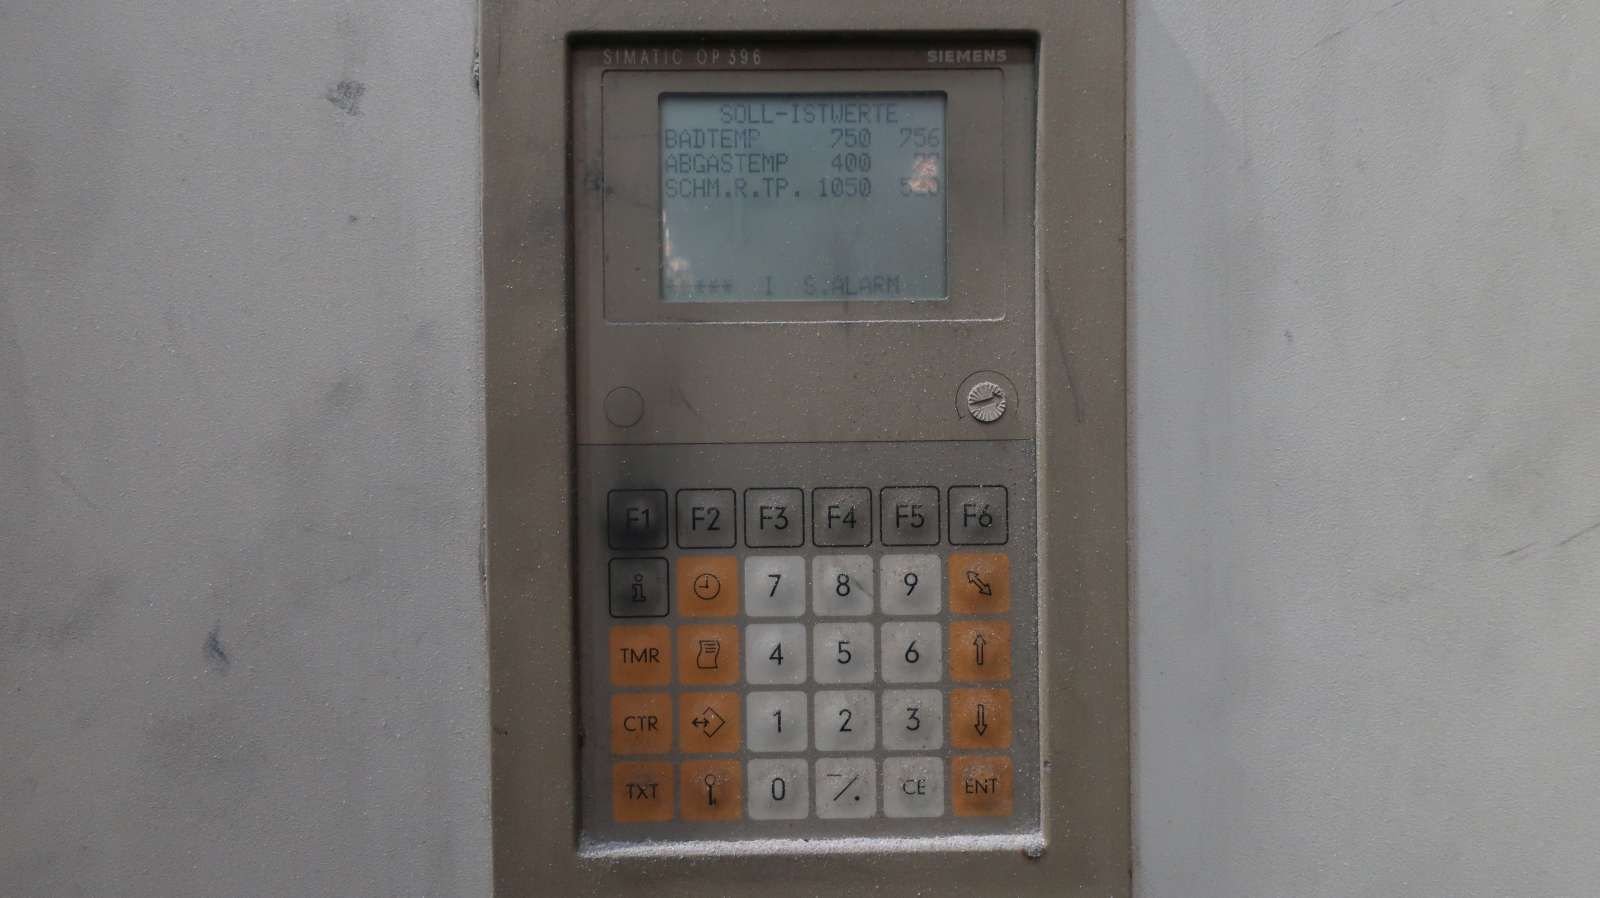 SIMATIC OP 396 SIEMENS
SOLL-ISTWERTE
BADTEMP 750 756
ABGASTEMP 400
SCHM.R.TP. 1050
I S.ALARM
F1 F2 F3 F4 F5 F6
i 7 8 9
TMR 4 5 6
CTR 1 2 3
TXT 0 −/. CE ENT